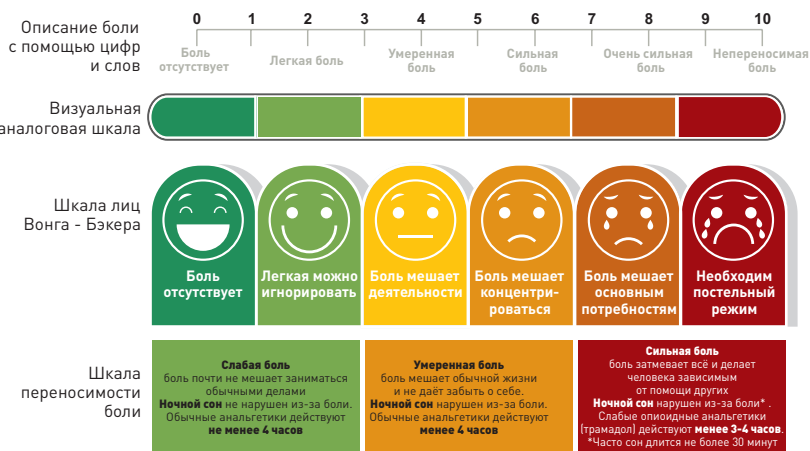 Описание боли
с помощью цифр
и слов
0 1 2 3 4 5 6 7 8 9 10
Боль
отсутствует
Легкая боль
Умеренная
боль
Сильная
боль
Очень сильная
боль
Непереносимая
боль
Визуальная
аналоговая шкала
Шкала лиц
Вонга - Бэкера
Боль
отсутствует
Легкая можно
игнорировать
Боль мешает
деятельности
Боль мешает
концентри-
роваться
Боль мешает
основным
потребностям
Необходим
постельный
режим
Шкала
переносимости
боли
Слабая боль
боль почти не мешает заниматься
обычными делами
Ночной сон не нарушен из-за боли.
Обычные анальгетики действуют
не менее 4 часов
Умеренная боль
боль мешает обычной жизни
и не даёт забыть о себе.
Ночной сон нарушен из-за боли.
Обычные анальгетики действуют
менее 4 часов
Сильная боль
боль затмевает всё и делает
человека зависимым
от помощи других
Ночной сон нарушен из-за боли* .
Слабые опиоидные анальгетики
(трамадол) действуют менее 3-4 часов.
*Часто сон длится не более 30 минут